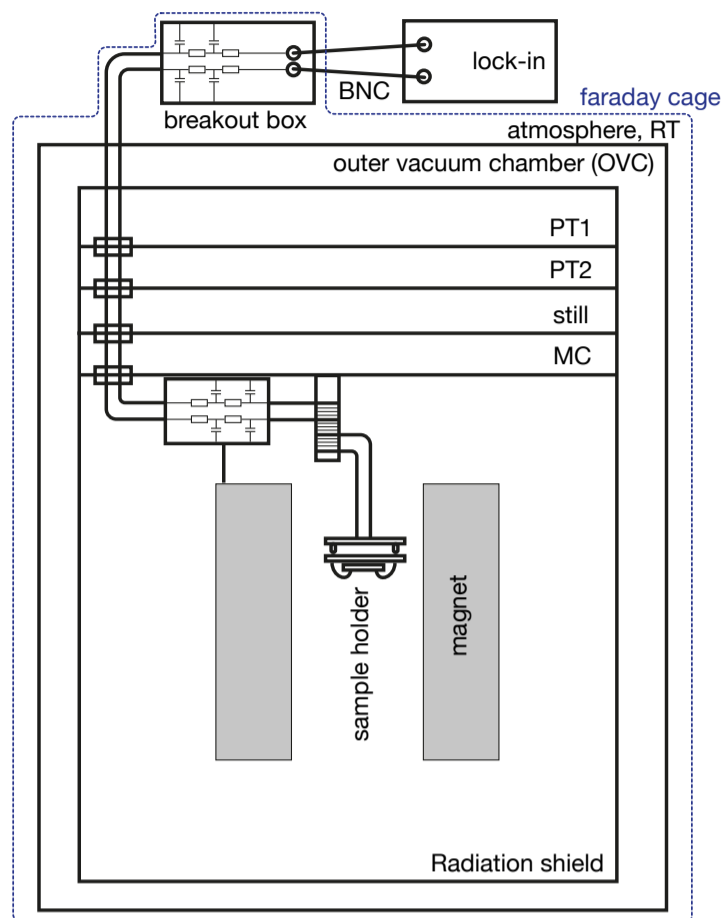 lock-in
BNC
faraday cage
breakout box
atmosphere, RT
outer vacuum chamber (OVC)
PT1
PT2
still
MC
sample holder
magnet
Radiation shield